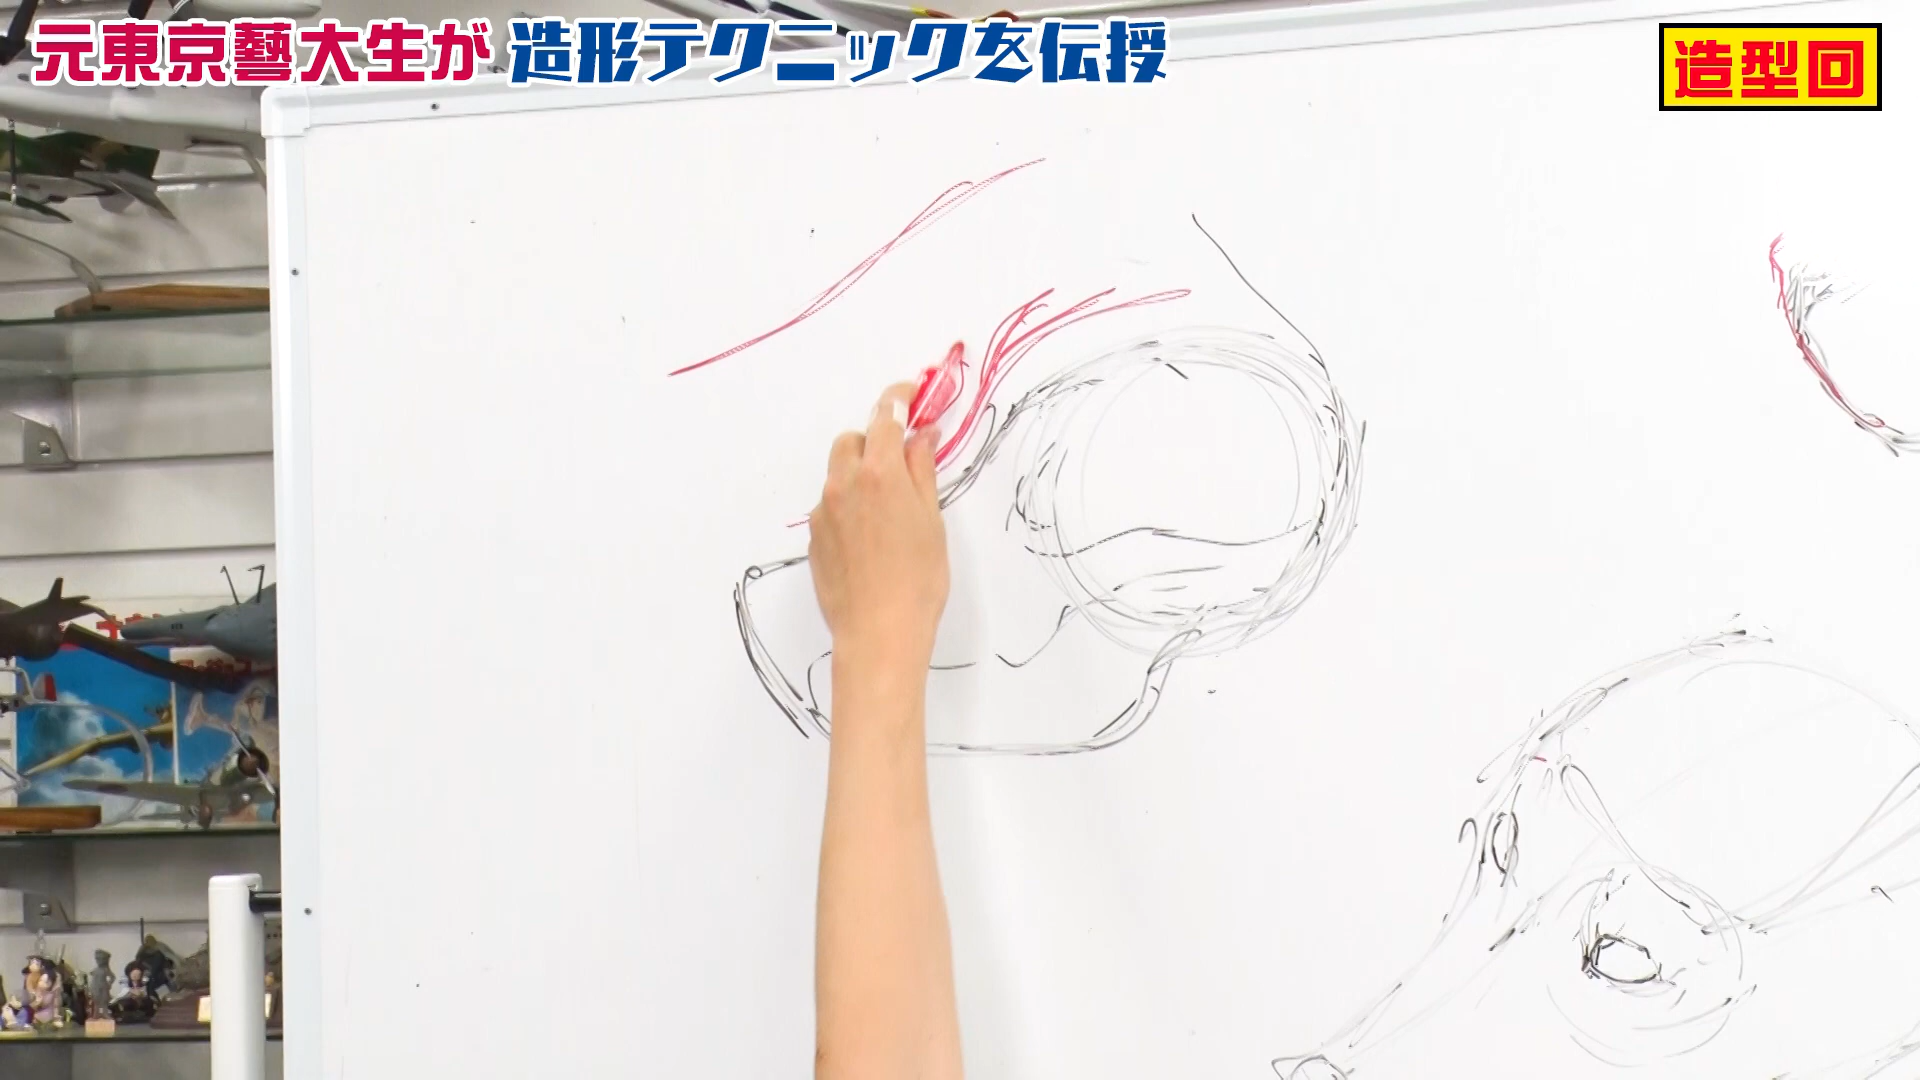 元東京藝大生が 造形テクニックを伝授
造型回